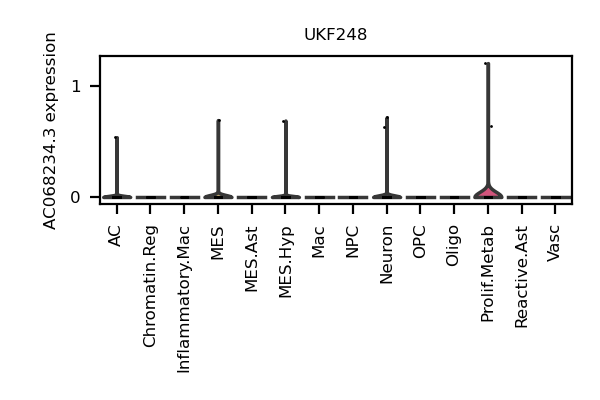 UKF248
AC068234.3 expression
1
0
AC
Chromatin.Reg
Inflammatory.Mac
MES
MES.Ast
MES.Hyp
Mac
NPC
Neuron
OPC
Oligo
Prolif.Metab
Reactive.Ast
Vasc